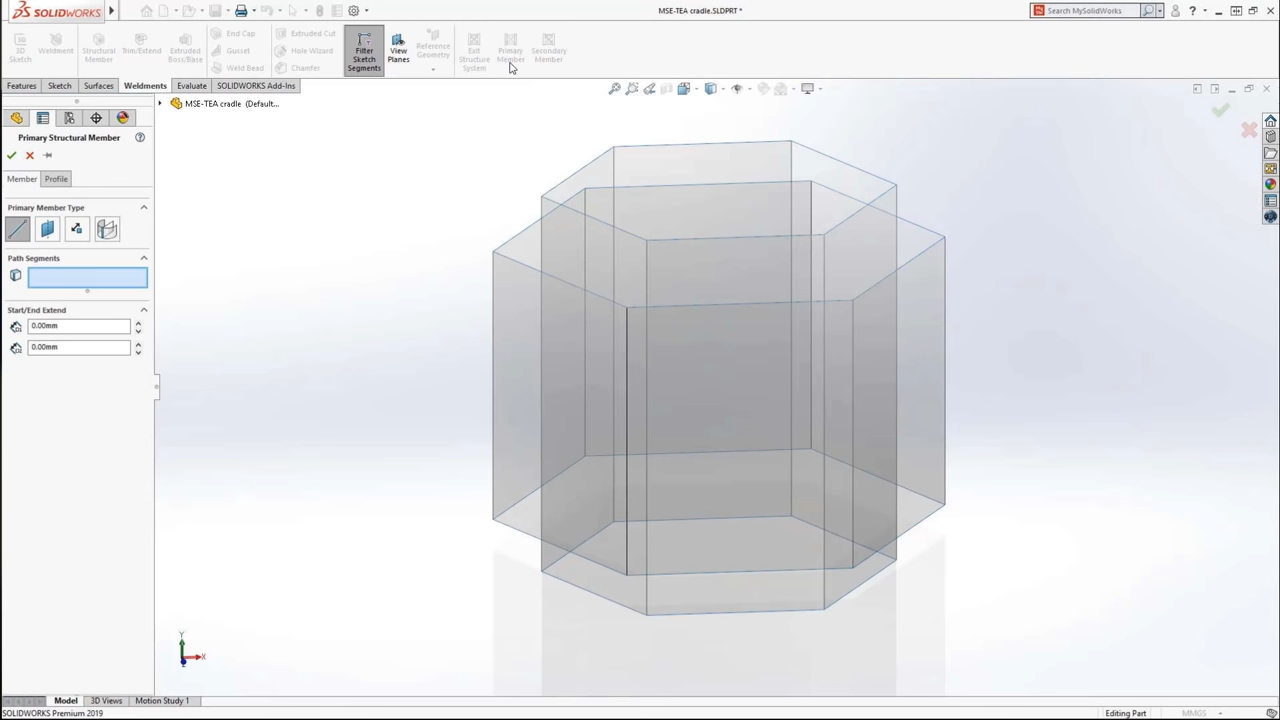 SOLIDWORKS
MSE-TEA cradle.SLDPRT *
Search MySolidWorks
3D Sketch
Weldment
Structural Member
Trim/Extend
Extruded Boss/Base
End Cap
Gusset
Weld Bead
Extruded Cut
Hole Wizard
Chamfer
Filter Sketch Segments
View Planes
Reference Geometry
Exit Structure System
Primary Member
Secondary Member
Features
Sketch
Surfaces
Weldments
Evaluate
SOLIDWORKS Add-Ins
MSE-TEA cradle (Default...
Primary Structural Member
Member
Profile
Primary Member Type
Path Segments
Start/End Extend
0.00mm
0.00mm
Y
X
Z
Model
3D Views
Motion Study 1
SOLIDWORKS Premium 2019
Editing Part
MMGS